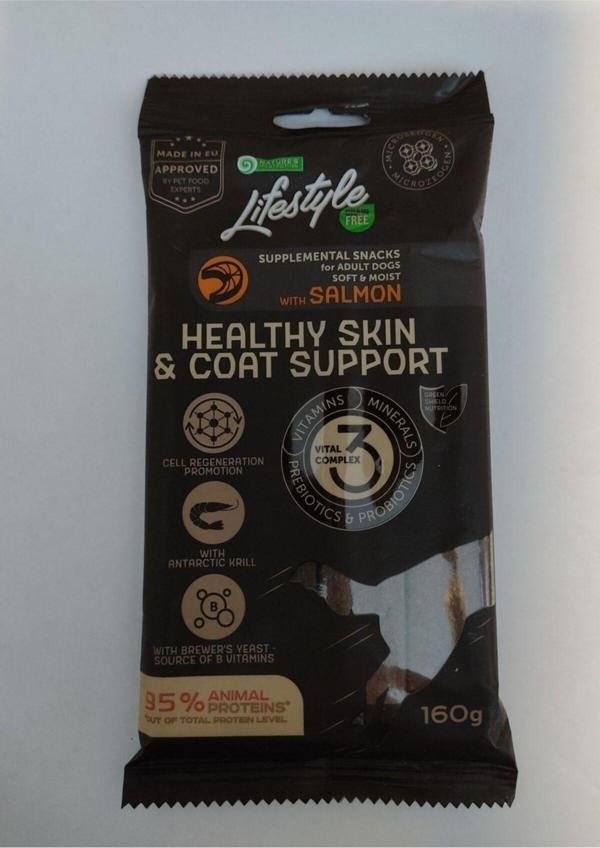 MADE IN EU
APPROVED
BY PET FOOD
EXPERTS
NATURE'S
PROTECTION
Lifestyle
GRAIN
FREE
MICROZEOGEN
MICROZEOGEN
SUPPLEMENTAL SNACKS
for ADULT DOGS
SOFT & MOIST
WITH SALMON
HEALTHY SKIN
& COAT SUPPORT
GREEN
SHIELD
NUTRITION
VITAMINS
MINERALS
PREBIOTICS & PROBIOTICS
VITAL
COMPLEX
3
CELL REGENERATION
PROMOTION
WITH
ANTARCTIC KRILL
B
WITH BREWER'S YEAST -
SOURCE OF B VITAMINS
95% ANIMAL
PROTEINS*
OUT OF TOTAL PROTEIN LEVEL
160g